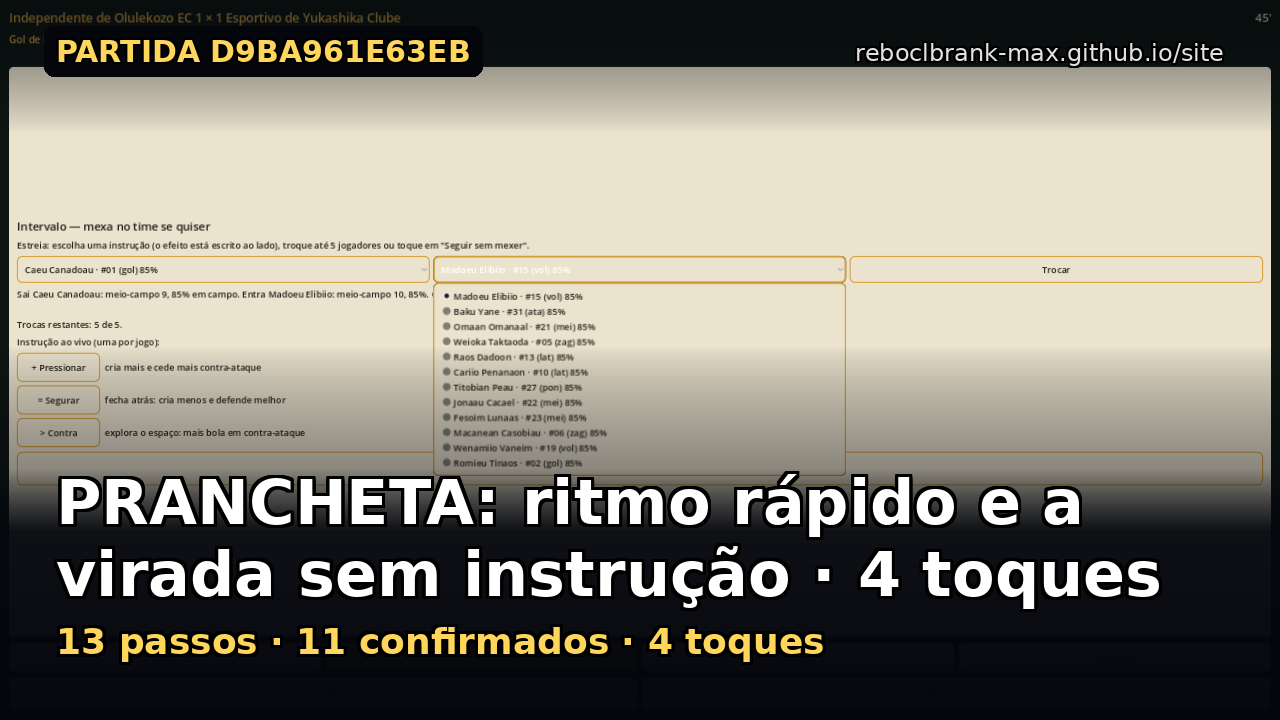 Independente de Olulekozo EC 1 × 1 Esportivo de Yukashika Clube
45'
Gol de
PARTIDA D9BA961E63EB
reboclbrank-max.github.io/site
Intervalo — mexa no time se quiser
Estreia: escolha uma instrução (o efeito está escrito ao lado), troque até 5 jogadores ou toque em "Seguir sem mexer".
Caeu Canadoau · #01 (gol) 85%
Madoeu Elibiio · #15 (vol) 85%
Trocar
Sai Caeu Canadoau: meio-campo 9, 85% em campo. Entra Madoeu Elibiio: meio-campo 10, 85%.
Madoeu Elibiio · #15 (vol) 85%
Baku Yane · #31 (ata) 85%
Omaan Omanaal · #21 (mei) 85%
Weioka Taktaoda · #05 (zag) 85%
Raos Dadoon · #13 (lat) 85%
Cariio Penanaon · #10 (lat) 85%
Titobian Peau · #27 (pon) 85%
Jonaau Cacael · #22 (mei) 85%
Fesoim Lunaas · #23 (mei) 85%
Macanean Casobiau · #06 (zag) 85%
Wenamiio Vaneim · #19 (vol) 85%
Romieu Tinaos · #02 (gol) 85%
Trocas restantes: 5 de 5.
Instrução ao vivo (uma por jogo):
+ Pressionar cria mais e cede mais contra-ataque
= Segurar fecha atrás: cria menos e defende melhor
> Contra explora o espaço: mais bola em contra-ataque
PRANCHETA: ritmo rápido e a
virada sem instrução · 4 toques
13 passos · 11 confirmados · 4 toques